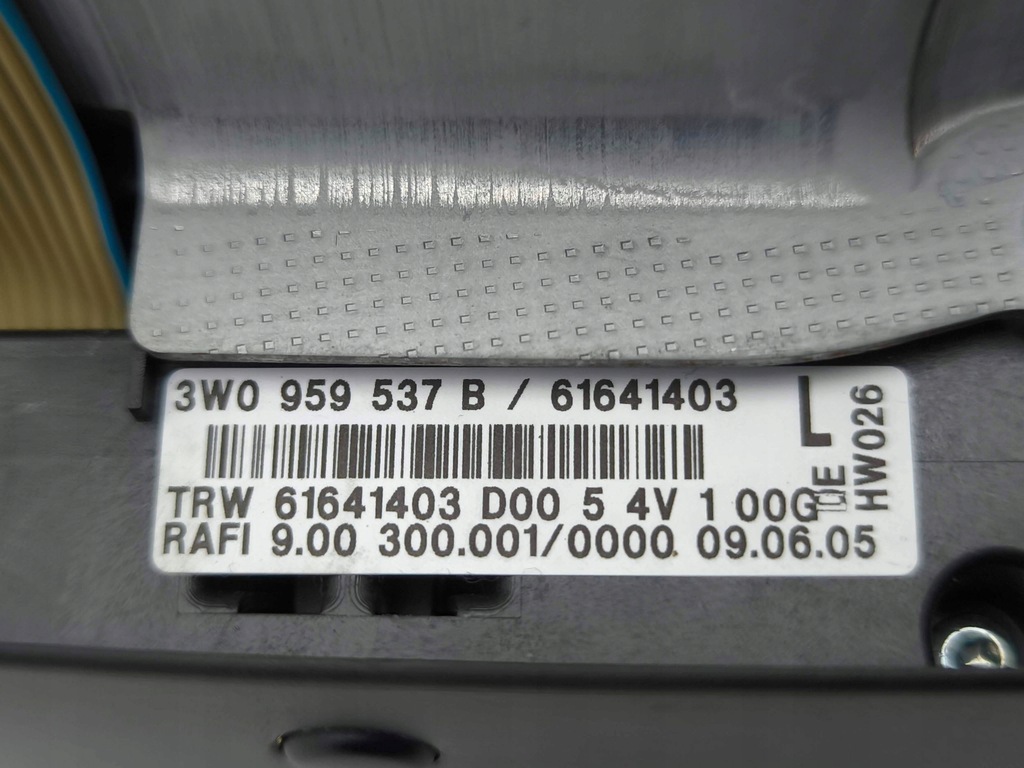 3W0 959 537 B / 61641403
L
HW026
TRW 61641403 D00 5 4V 1 00G
RAFI 9.00 300.001/0000 09.06.05